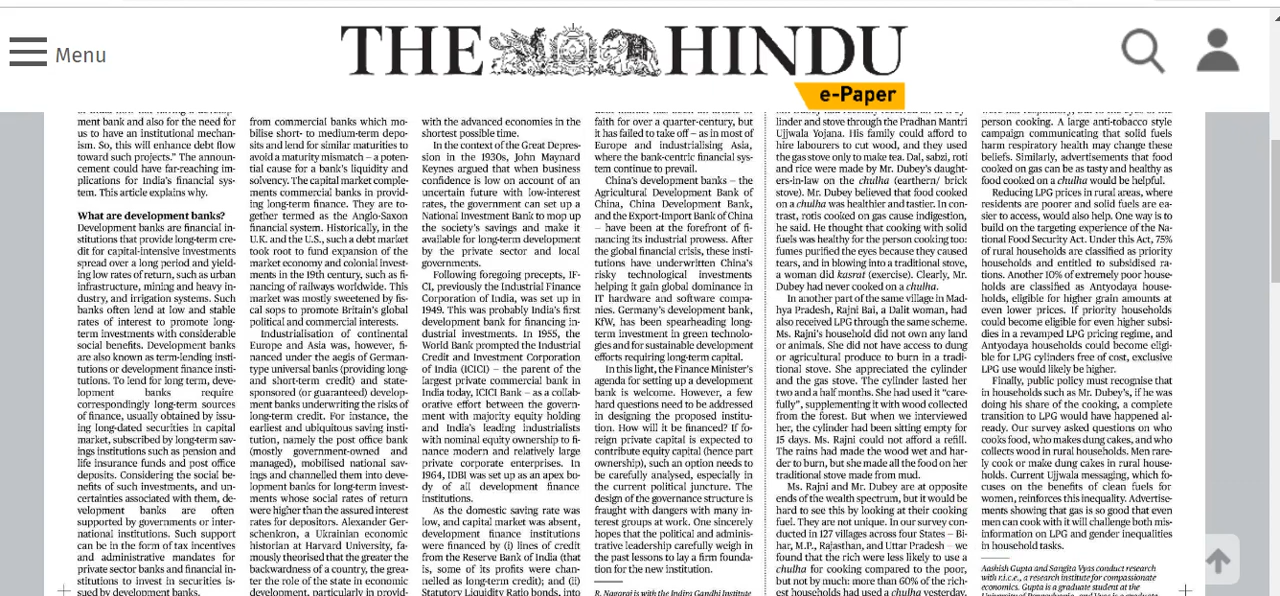 Menu
THE HINDU
e-Paper
ment bank and also for the need for
us to have an institutional mechan-
ism. So, this will enhance debt flow
toward such projects.” The announ-
cement could have far-reaching im-
plications for India’s financial sys-
tem. This article explains why.
What are development banks?
Development banks are financial in-
stitutions that provide long-term cre-
dit for capital-intensive investments
spread over a long period and yield-
ing low rates of return, such as urban
infrastructure, mining and heavy in-
dustry, and irrigation systems. Such
banks often lend at low and stable
rates of interest to promote long-
term investments with considerable
social benefits. Development banks
are also known as term-lending insti-
tutions or development finance insti-
tutions. To lend for long term, deve-
lopment banks require
correspondingly long-term sources
of finance, usually obtained by issu-
ing long-dated securities in capital
market, subscribed by long-term sav-
ings institutions such as pension and
life insurance funds and post office
deposits. Considering the social be-
nefits of such investments, and un-
certainties associated with them, de-
velopment banks are often
supported by governments or inter-
national institutions. Such support
can be in the form of tax incentives
and administrative mandates for
private sector banks and financial in-
stitutions to invest in securities is-
sued by development banks.
from commercial banks which mo-
bilise short- to medium-term depo-
sits and lend for similar maturities to
avoid a maturity mismatch – a poten-
tial cause for a bank’s liquidity and
solvency. The capital market comple-
ments commercial banks in provid-
ing long-term finance. They are to-
gether termed as the Anglo-Saxon
financial system. Historically, in the
U.K. and the U.S., such a debt market
took root to fund expansion of the
market economy and colonial invest-
ments in the 19th century, such as fi-
nancing of railways worldwide. This
market was mostly sweetened by fis-
cal sops to promote Britain’s global
political and commercial interests.
Industrialisation of continental
Europe and Asia was, however, fi-
nanced under the aegis of German-
type universal banks (providing long-
and short-term credit) and state-
sponsored (or guaranteed) develop-
ment banks underwriting the risks of
long-term credit. For instance, the
earliest and ubiquitous saving insti-
tution, namely the post office bank
(mostly government-owned and
managed), mobilised national sav-
ings and channelled them into deve-
lopment banks for long-term invest-
ments whose social rates of return
were higher than the assured interest
rates for depositors. Alexander Ger-
schenkron, a Ukrainian economic
historian at Harvard University, fa-
mously theorised that the greater the
backwardness of a country, the grea-
ter the role of the state in economic
development, particularly in provid-
with the advanced economies in the
shortest possible time.
In the context of the Great Depres-
sion in the 1930s, John Maynard
Keynes argued that when business
confidence is low on account of an
uncertain future with low-interest
rates, the government can set up a
National Investment Bank to mop up
the society’s savings and make it
available for long-term development
by the private sector and local
governments.
Following foregoing precepts, IF-
CI, previously the Industrial Finance
Corporation of India, was set up in
1949. This was probably India’s first
development bank for financing in-
dustrial investments. In 1955, the
World Bank prompted the Industrial
Credit and Investment Corporation
of India (ICICI) – the parent of the
largest private commercial bank in
India today, ICICI Bank – as a collab-
orative effort between the govern-
ment with majority equity holding
and India’s leading industrialists
with nominal equity ownership to fi-
nance modern and relatively large
private corporate enterprises. In
1964, IDBI was set up as an apex bo-
dy of all development finance
institutions.
As the domestic saving rate was
low, and capital market was absent,
development finance institutions
were financed by (i) lines of credit
from the Reserve Bank of India (that
is, some of its profits were chan-
nelled as long-term credit); and (ii)
Statutory Liquidity Ratio bonds, into
faith for over a quarter-century, but
it has failed to take off – as in most of
Europe and industrialising Asia,
where the bank-centric financial sys-
tem continue to prevail.
China’s development banks – the
Agricultural Development Bank of
China, China Development Bank,
and the Export-Import Bank of China
– have been at the forefront of fi-
nancing its industrial prowess. After
the global financial crisis, these insti-
tutions have underwritten China’s
risky technological investments
helping it gain global dominance in
IT hardware and software compa-
nies. Germany’s development bank,
KfW, has been spearheading long-
term investment in green technolo-
gies and for sustainable development
efforts requiring long-term capital.
In this light, the Finance Minister’s
agenda for setting up a development
bank is welcome. However, a few
hard questions need to be addressed
in designing the proposed institu-
tion. How will it be financed? If fo-
reign private capital is expected to
contribute equity capital (hence part
ownership), such an option needs to
be carefully analysed, especially in
the current political juncture. The
design of the governance structure is
fraught with dangers with many in-
terest groups at work. One sincerely
hopes that the political and adminis-
trative leadership carefully weigh in
the past lessons to lay a firm founda-
tion for the new institution.
R. Nagaraj is with the Indira Gandhi Institute
linder and stove through the Pradhan Mantri
Ujjwala Yojana. His family could afford to
hire labourers to cut wood, and they used
the gas stove only to make tea. Dal, sabzi, roti
and rice were made by Mr. Dubey’s daught-
ers-in-law on the chulha (earthern/ brick
stove). Mr. Dubey believed that food cooked
on a chulha was healthier and tastier. In con-
trast, rotis cooked on gas cause indigestion,
he said. He thought that cooking with solid
fuels was healthy for the person cooking too:
fumes purified the eyes because they caused
tears, and in blowing into a traditional stove,
a woman did kasrat (exercise). Clearly, Mr.
Dubey had never cooked on a chulha.
In another part of the same village in Mad-
hya Pradesh, Rajni Bai, a Dalit woman, had
also received LPG through the same scheme.
Ms. Rajni’s household did not own any land
or animals. She did not have access to dung
or agricultural produce to burn in a tradi-
tional stove. She appreciated the cylinder
and the gas stove. The cylinder lasted her
two and a half months. She had used it “care-
fully”, supplementing it with wood collected
from the forest. But when we interviewed
her, the cylinder had been sitting empty for
15 days. Ms. Rajni could not afford a refill.
The rains had made the wood wet and har-
der to burn, but she made all the food on her
traditional stove made from mud.
Ms. Rajni and Mr. Dubey are at opposite
ends of the wealth spectrum, but it would be
hard to see this by looking at their cooking
fuel. They are not unique. In our survey con-
ducted in 127 villages across four States – Bi-
har, M.P., Rajasthan, and Uttar Pradesh – we
found that the rich were less likely to use a
chulha for cooking compared to the poor,
but not by much: more than 60% of the rich-
est households had used a chulha yesterday.
person cooking. A large anti-tobacco style
campaign communicating that solid fuels
harm respiratory health may change these
beliefs. Similarly, advertisements that food
cooked on gas can be as tasty and healthy as
food cooked on a chulha would be helpful.
Reducing LPG prices in rural areas, where
residents are poorer and solid fuels are ea-
sier to access, would also help. One way is to
build on the targeting experience of the Na-
tional Food Security Act. Under this Act, 75%
of rural households are classified as priority
households and entitled to subsidised ra-
tions. Another 10% of extremely poor house-
holds are classified as Antyodaya house-
holds, eligible for higher grain amounts at
even lower prices. If priority households
could become eligible for even higher subsi-
dies in a revamped LPG pricing regime, and
Antyodaya households could become eligi-
ble for LPG cylinders free of cost, exclusive
LPG use would likely be higher.
Finally, public policy must recognise that
in households such as Mr. Dubey’s, if he was
doing his share of the cooking, a complete
transition to LPG would have happened al-
ready. Our survey asked questions on who
cooks food, who makes dung cakes, and who
collects wood in rural households. Men rare-
ly cook or make dung cakes in rural house-
holds. Current Ujjwala messaging, which fo-
cuses on the benefits of clean fuels for
women, reinforces this inequality. Advertise-
ments showing that gas is so good that even
men can cook with it will challenge both mis-
information on LPG and gender inequalities
in household tasks.
Aashish Gupta and Sangita Vyas conduct research
with r.i.c.e., a research institute for compassionate
economics. Gupta is a graduate student at the